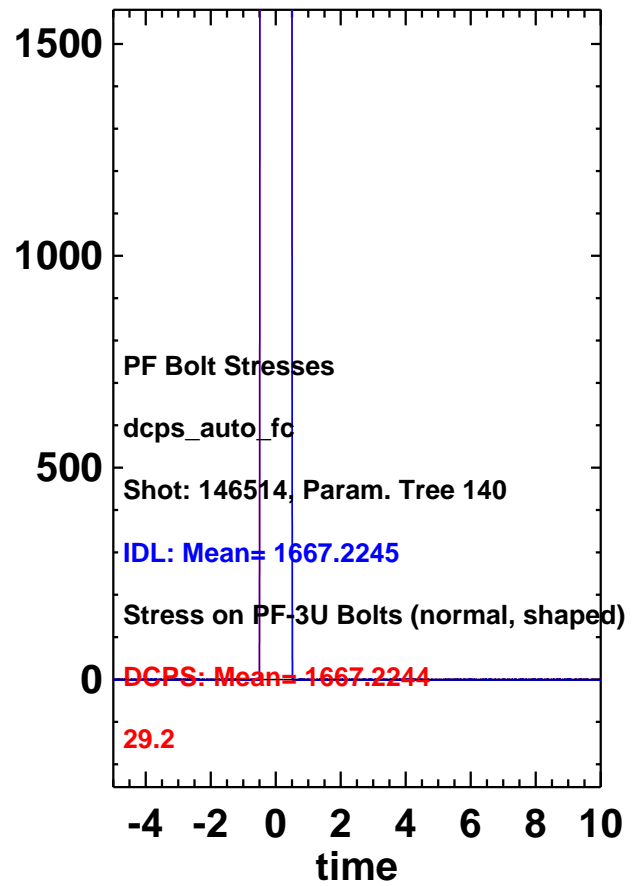 1500
1000
PF Bolt Stresses
dcps_auto_fc
500
Shot: 146514, Param. Tree 140
IDL: Mean= 1667.2245
Stress on PF-3U Bolts (normal, shaped)
0
DCPS: Mean= 1667.2244
29.2
-4 -2 0 2 4 6 8 10
time